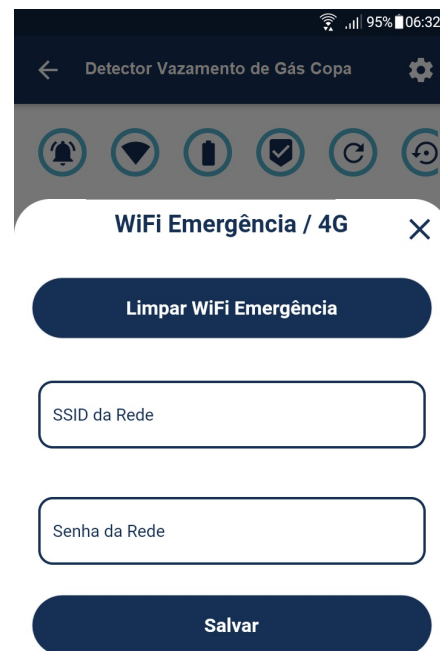 95% 06:32
Detector Vazamento de Gás Copa
WiFi Emergência / 4G
Limpar WiFi Emergência
SSID da Rede
Senha da Rede
Salvar